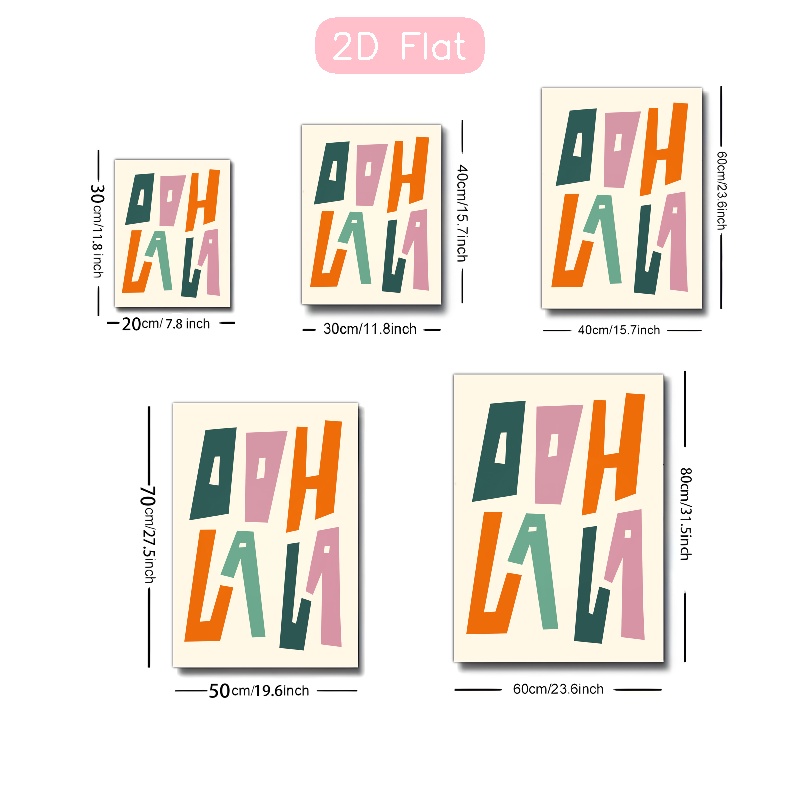 2D Flat
OOH
LALA
30cm/11.8 inch
20cm/7.8 inch
OOH
LALA
40cm/15.7inch
30cm/11.8inch
OOH
LALA
60cm/23.6inch
40cm/15.7inch
OOH
LALA
70cm/27.5inch
50cm/19.6inch
OOH
LALA
80cm/31.5inch
60cm/23.6inch